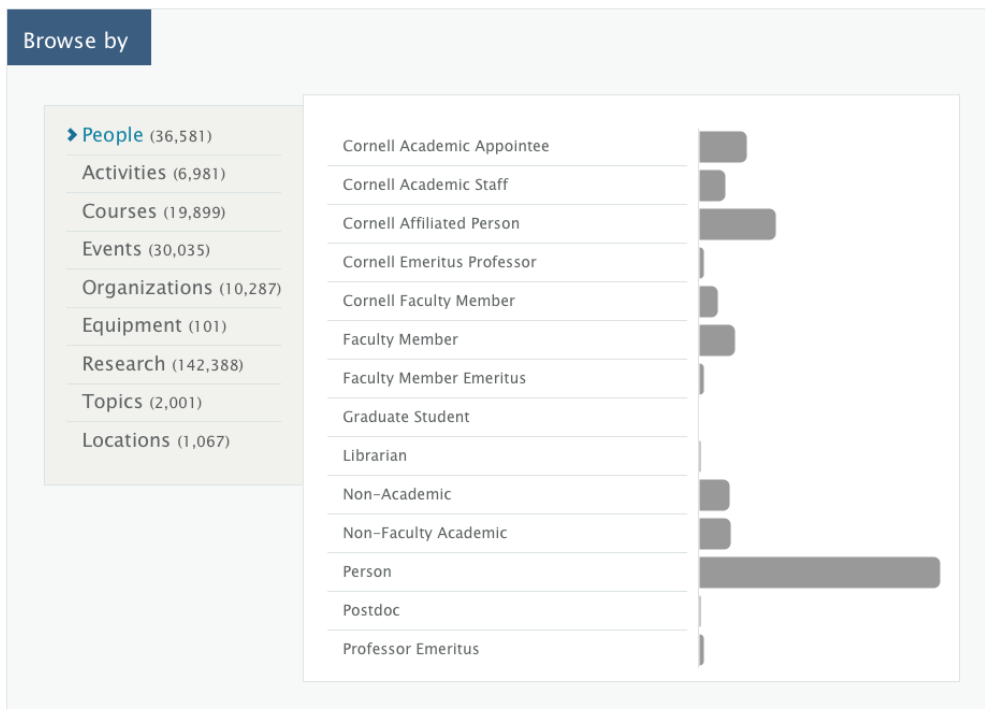 Browse by
People (36,581)
Activities (6,981)
Courses (19,899)
Events (30,035)
Organizations (10,287)
Equipment (101)
Research (142,388)
Topics (2,001)
Locations (1,067)
Cornell Academic Appointee
Cornell Academic Staff
Cornell Affiliated Person
Cornell Emeritus Professor
Cornell Faculty Member
Faculty Member
Faculty Member Emeritus
Graduate Student
Librarian
Non-Academic
Non-Faculty Academic
Person
Postdoc
Professor Emeritus